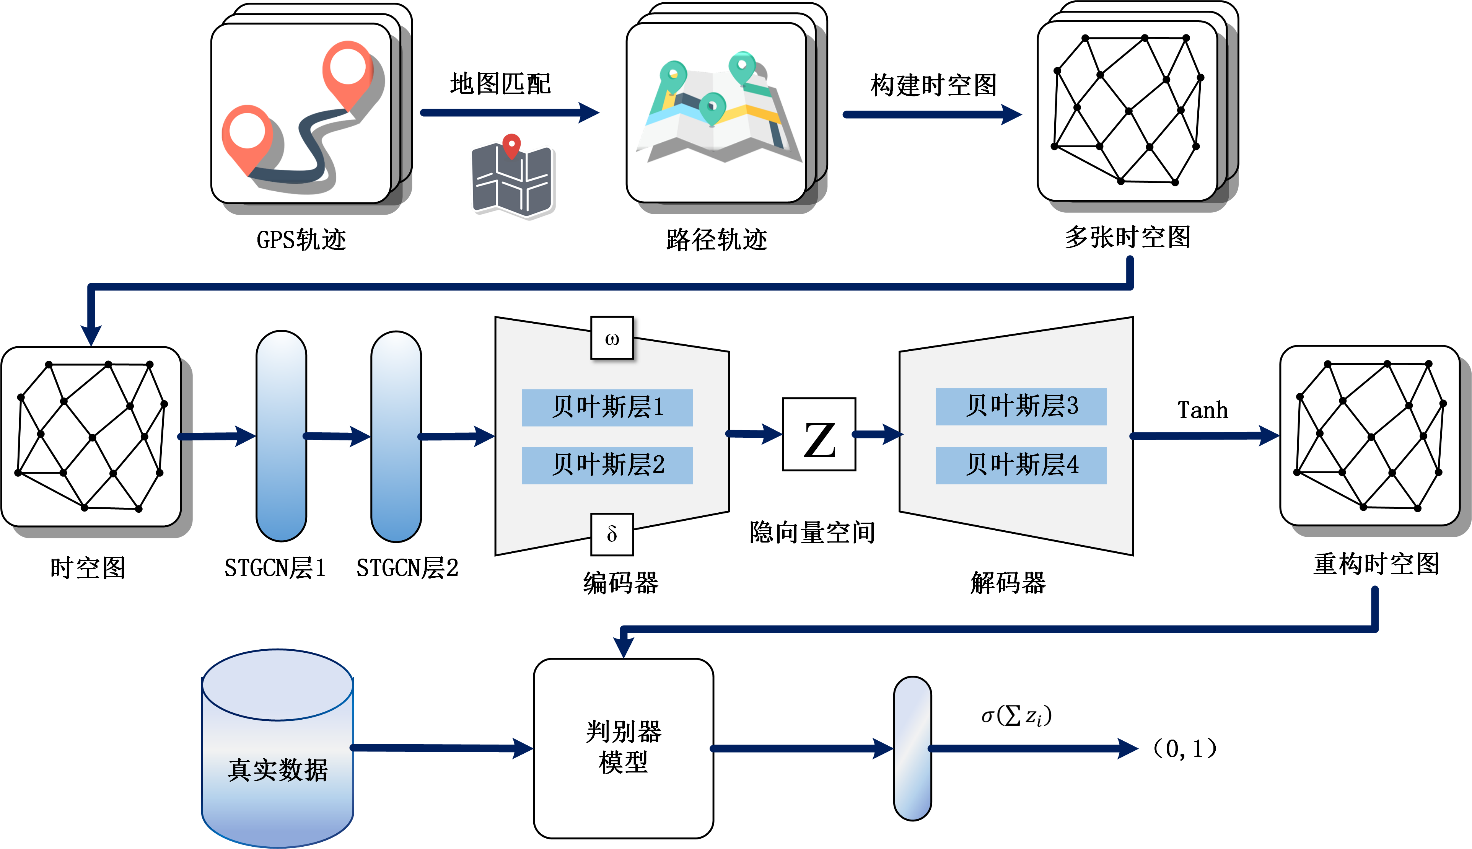 地图匹配
构建时空图
GPS轨迹
路径轨迹
多张时空图
ω
贝叶斯层1
贝叶斯层2
δ
Z
贝叶斯层3
贝叶斯层4
Tanh
时空图
STGCN层1
STGCN层2
编码器
隐向量空间
解码器
重构时空图
真实数据
判别器
模型
σ(∑ zᵢ)
(0,1)